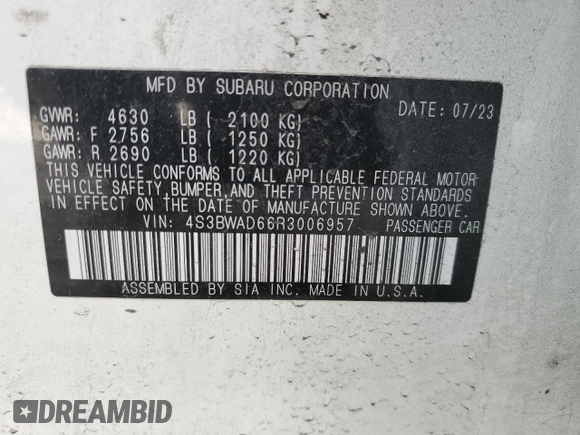 MFD BY SUBARU CORPORATION
DATE: 07/23
GVWR: 4630 LB ( 2100 KG)
GAWR: F 2756 LB ( 1250 KG)
GAWR: R 2690 LB ( 1220 KG)
THIS VEHICLE CONFORMS TO ALL APPLICABLE FEDERAL MOTOR
VEHICLE SAFETY, BUMPER, AND THEFT PREVENTION STANDARDS
IN EFFECT ON THE DATE OF MANUFACTURE SHOWN ABOVE.
VIN: 4S3BWAD66R3006957 PASSENGER CAR
ASSEMBLED BY SIA INC. MADE IN U.S.A.
DREAMBID